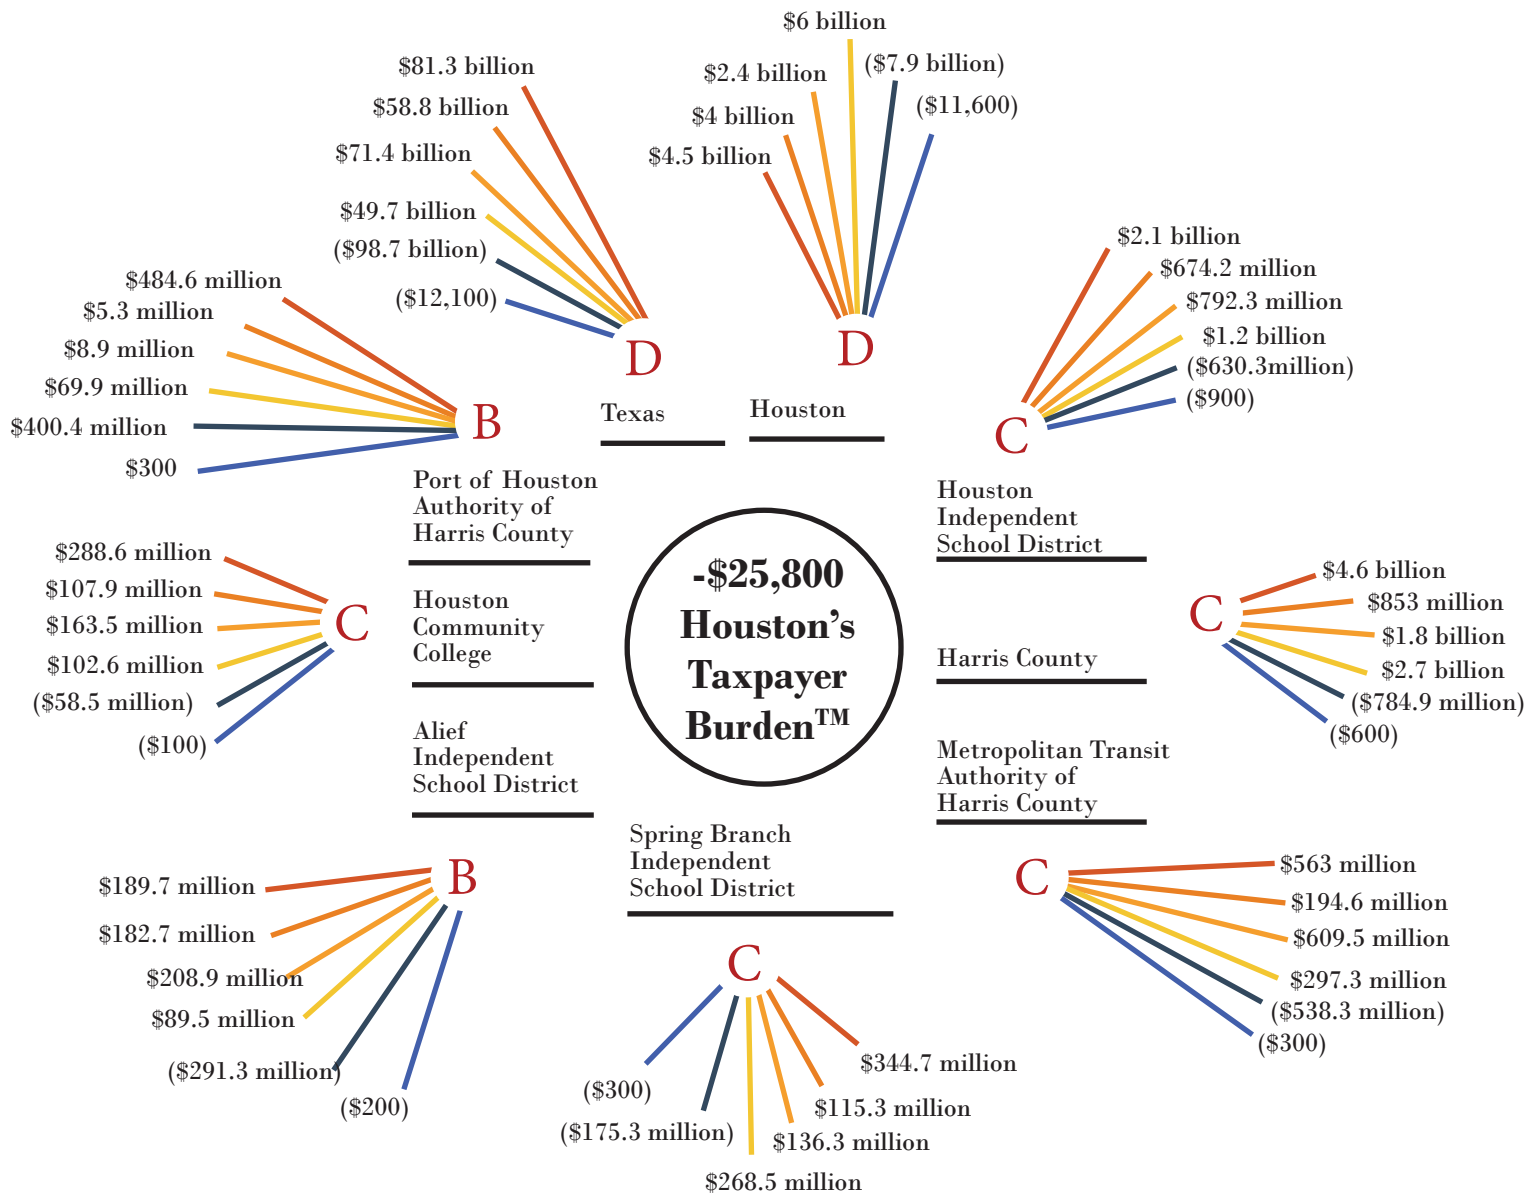 $81.3 billion
$58.8 billion
$71.4 billion
$49.7 billion
($98.7 billion)
($12,100)
D
Texas
$6 billion
($7.9 billion)
$2.4 billion
($11,600)
$4 billion
$4.5 billion
D
Houston
$2.1 billion
$674.2 million
$792.3 million
$1.2 billion
($630.3million)
($900)
C
Houston
Independent
School District
$4.6 billion
$853 million
$1.8 billion
$2.7 billion
($784.9 million)
($600)
C
Harris County
Metropolitan Transit
Authority of
Harris County
C
$563 million
$194.6 million
$609.5 million
$297.3 million
($538.3 million)
($300)
Spring Branch
Independent
School District
C
$344.7 million
$115.3 million
$136.3 million
$268.5 million
($175.3 million)
($300)
Alief
Independent
School District
B
$189.7 million
$182.7 million
$208.9 million
$89.5 million
($291.3 million)
($200)
Houston
Community
College
C
$288.6 million
$107.9 million
$163.5 million
$102.6 million
($58.5 million)
($100)
Port of Houston
Authority of
Harris County
B
$484.6 million
$5.3 million
$8.9 million
$69.9 million
$400.4 million
$300
-$25,800
Houston’s
Taxpayer
Burden™